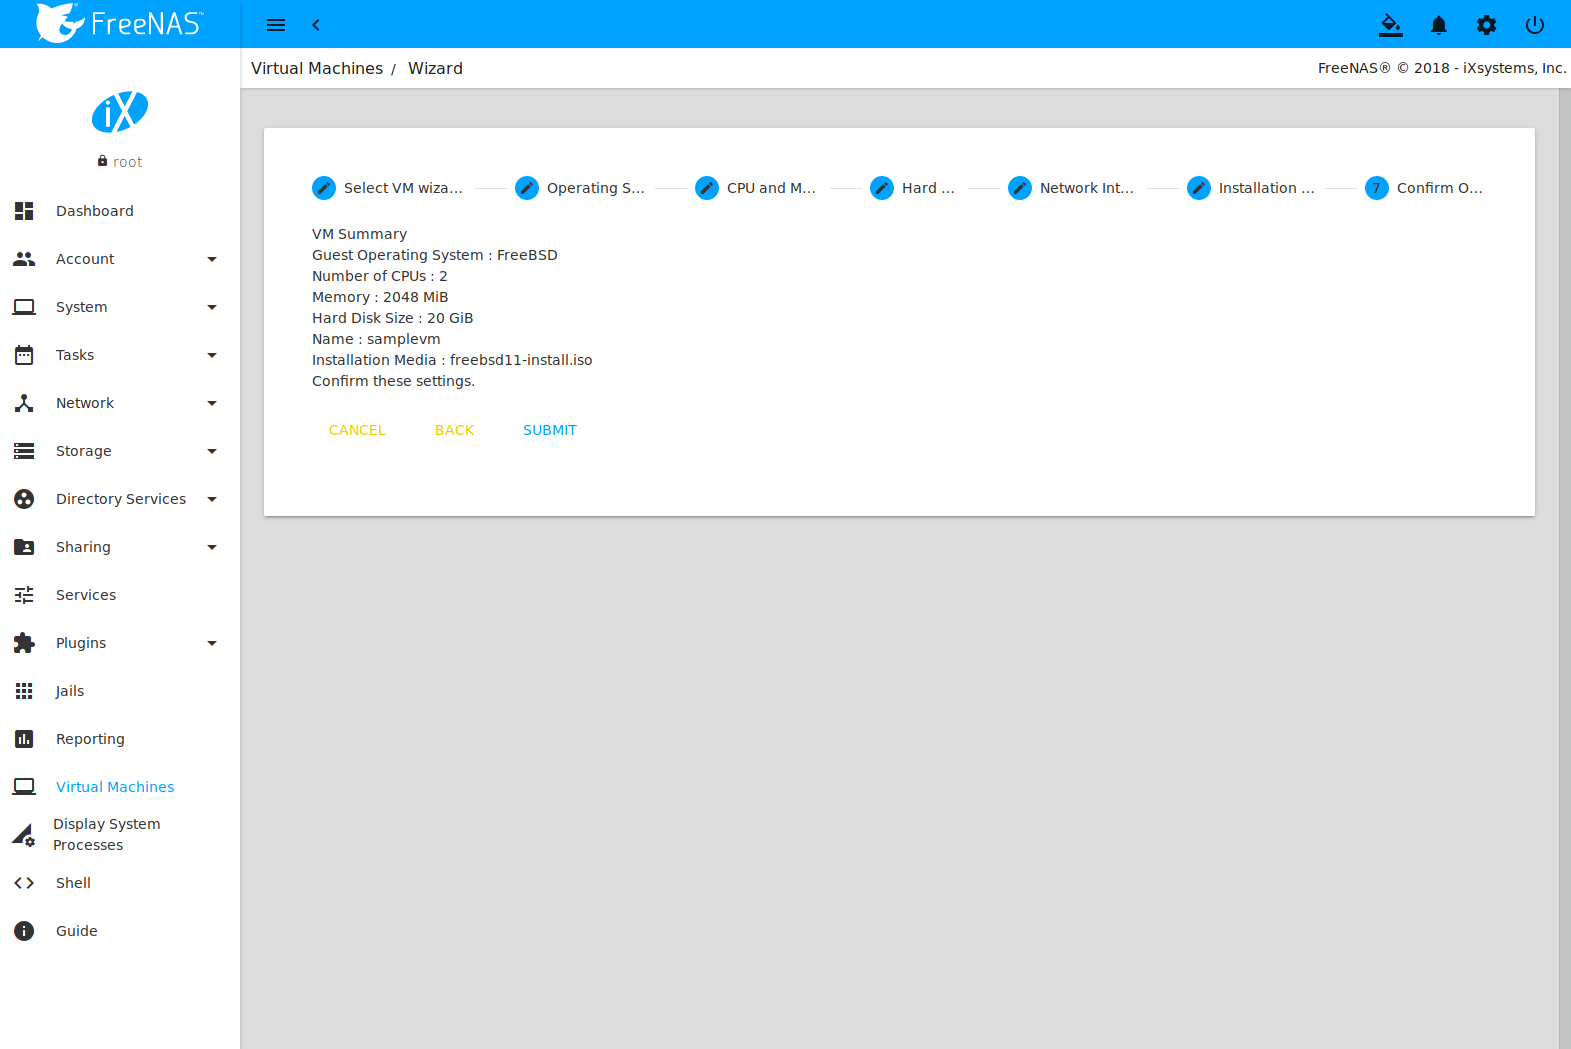 FreeNAS™
Virtual Machines / Wizard
FreeNAS® © 2018 - iXsystems, Inc.
iX
root
Dashboard
Account
System
Tasks
Network
Storage
Directory Services
Sharing
Services
Plugins
Jails
Reporting
Virtual Machines
Display System
Processes
Shell
Guide
Select VM wiza...
Operating S...
CPU and M...
Hard ...
Network Int...
Installation ...
7 Confirm O...
VM Summary
Guest Operating System : FreeBSD
Number of CPUs : 2
Memory : 2048 MiB
Hard Disk Size : 20 GiB
Name : samplevm
Installation Media : freebsd11-install.iso
Confirm these settings.
CANCEL BACK SUBMIT